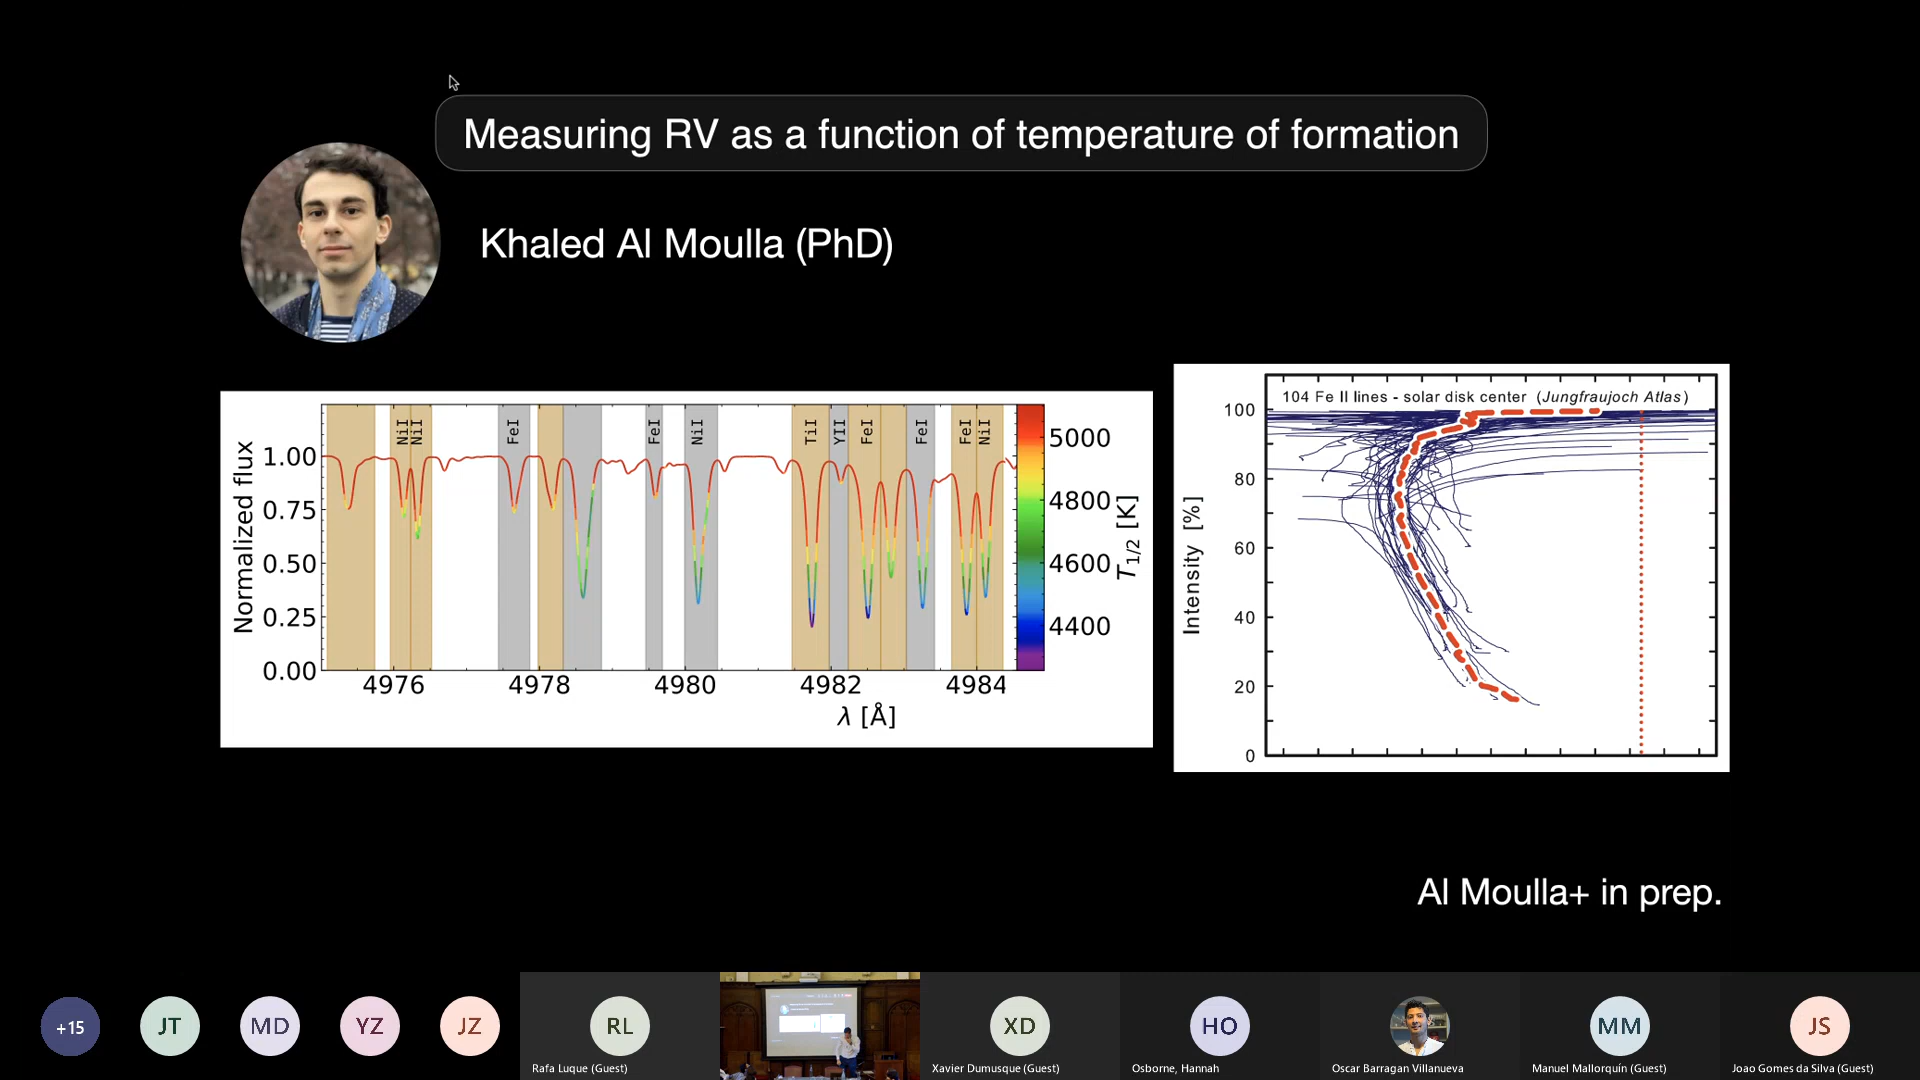 Measuring RV as a function of temperature of formation
Khaled Al Moulla (PhD)
Normalized flux
1.00
0.75
0.50
0.25
0.00
NiI
NiI
FeI
FeI
NiI
TiI
YII
FeI
FeI
FeI
NiI
4976
4978
4980
4982
4984
λ [Å]
5000
4800
4600
4400
T1/2 [K]
104 Fe II lines - solar disk center (Jungfraujoch Atlas)
Intensity [%]
100
80
60
40
20
0
Al Moulla+ in prep.
+15
JT
MD
YZ
JZ
RL
Rafa Luque (Guest)
XD
Xavier Dumusque (Guest)
HO
Osborne, Hannah
Oscar Barragan Villanueva
MM
Manuel Mallorquín (Guest)
JS
Joao Gomes da Silva (Guest)